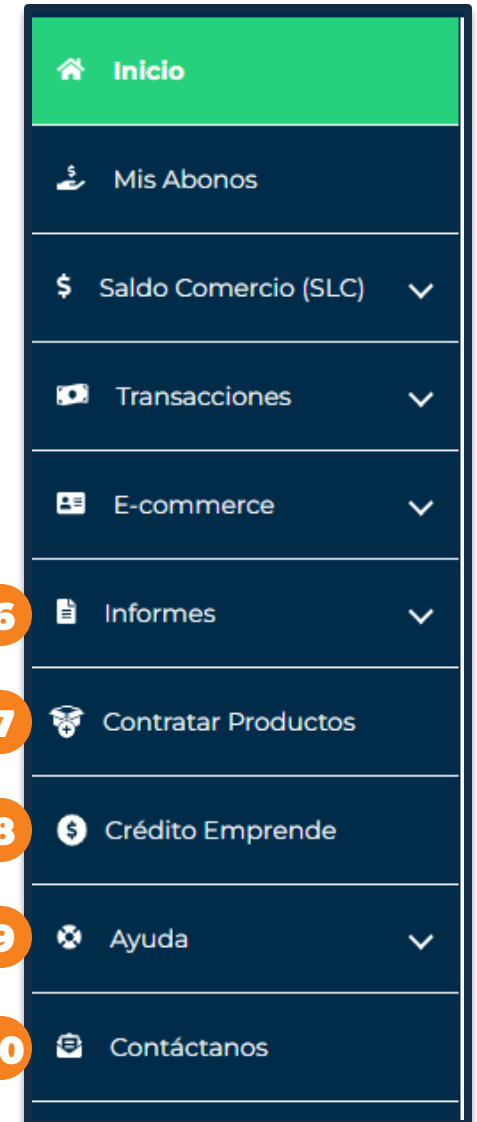 Inicio
Mis Abonos
$ Saldo Comercio (SLC)
Transacciones
E-commerce
6 Informes
7 Contratar Productos
8 $ Crédito Emprende
9 Ayuda
0 Contáctanos